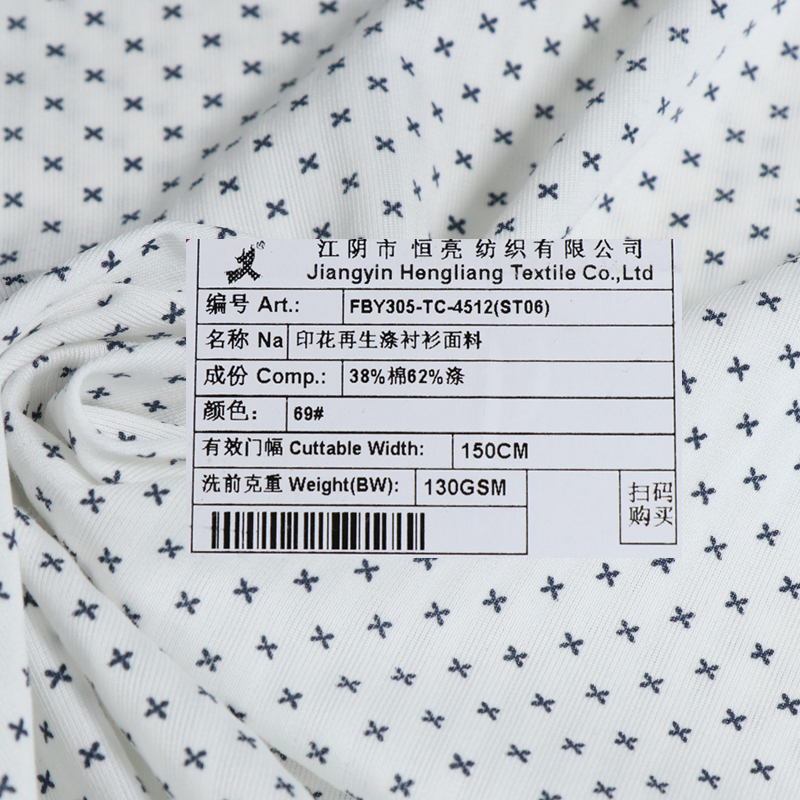 江阴市恒亮纺织有限公司
Jiangyin Hengliang Textile Co.,Ltd
编号 Art.: FBY305-TC-4512(ST06)
名称 Na 印花再生涤衬衫面料
成份 Comp.: 38%棉62%涤
颜色： 69#
有效门幅 Cuttable Width: 150CM
洗前克重 Weight(BW): 130GSM
扫码
购买